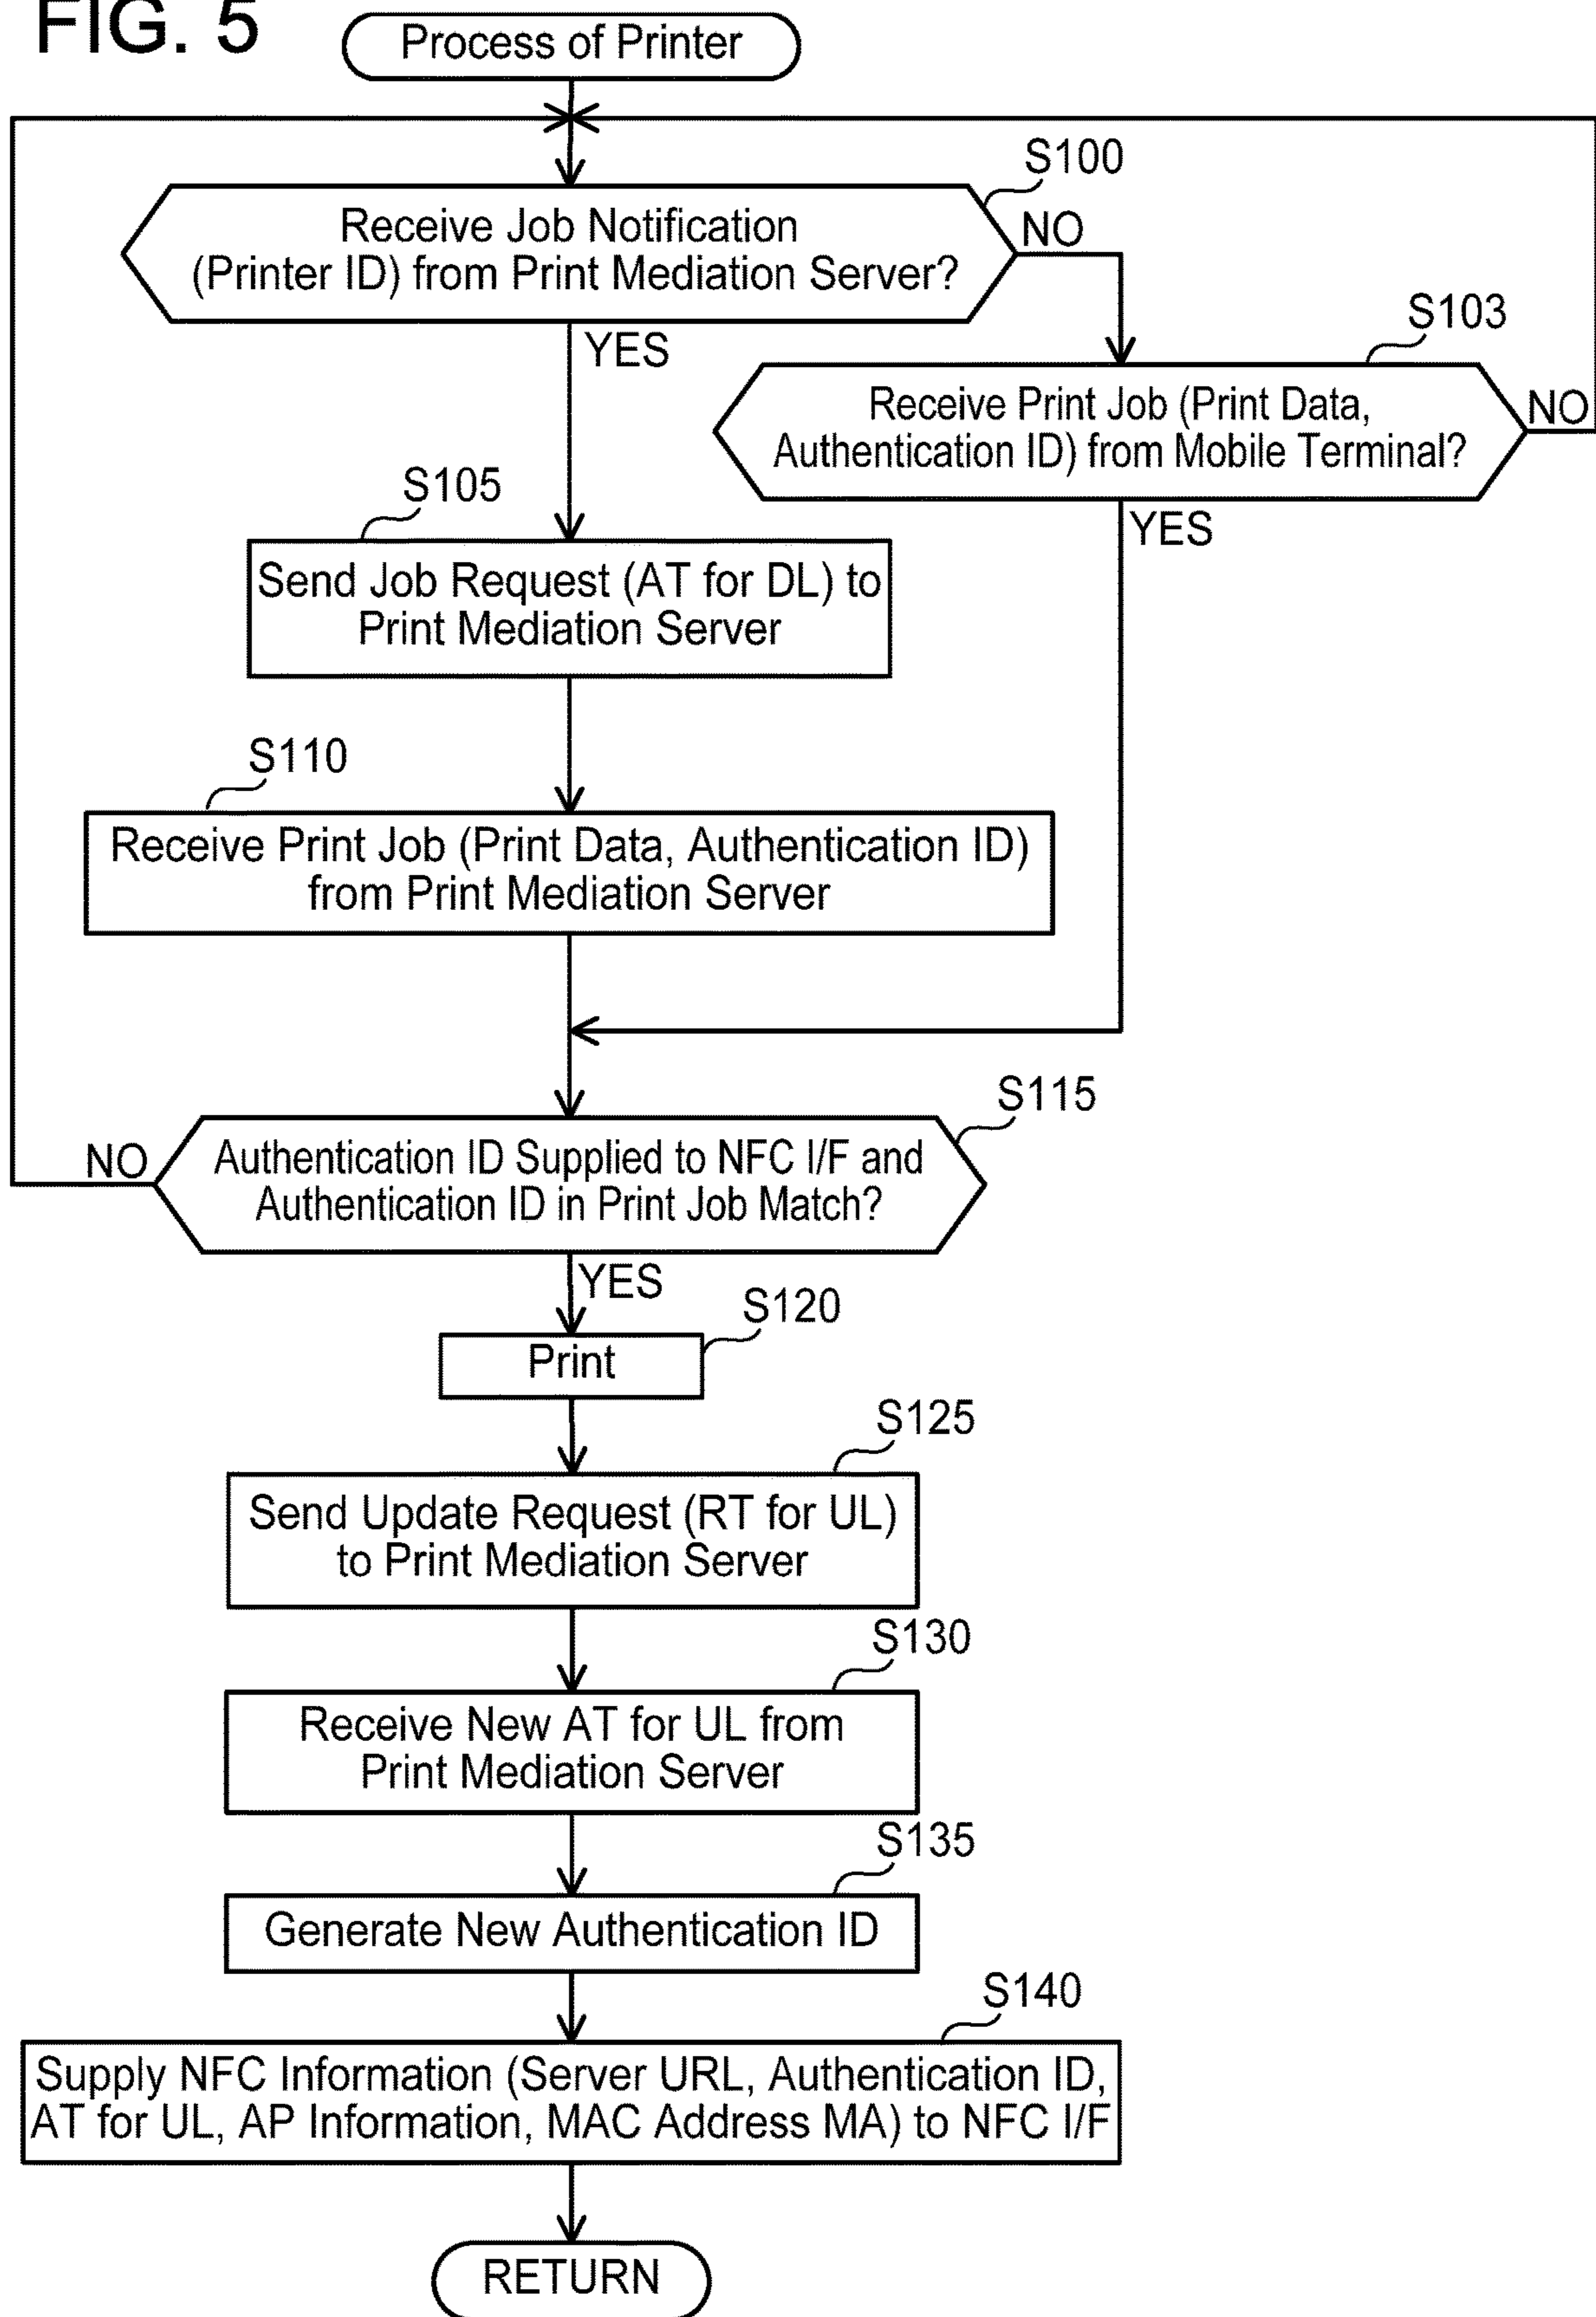 FIG. 5
Process of Printer
S100
Receive Job Notification
(Printer ID) from Print Mediation Server?
NO
YES
S103
Receive Print Job (Print Data,
Authentication ID) from Mobile Terminal?
NO
YES
S105
Send Job Request (AT for DL) to
Print Mediation Server
S110
Receive Print Job (Print Data, Authentication ID)
from Print Mediation Server
S115
NO
Authentication ID Supplied to NFC I/F and
Authentication ID in Print Job Match?
YES
S120
Print
S125
Send Update Request (RT for UL)
to Print Mediation Server
S130
Receive New AT for UL from
Print Mediation Server
S135
Generate New Authentication ID
S140
Supply NFC Information (Server URL, Authentication ID,
AT for UL, AP Information, MAC Address MA) to NFC I/F
RETURN